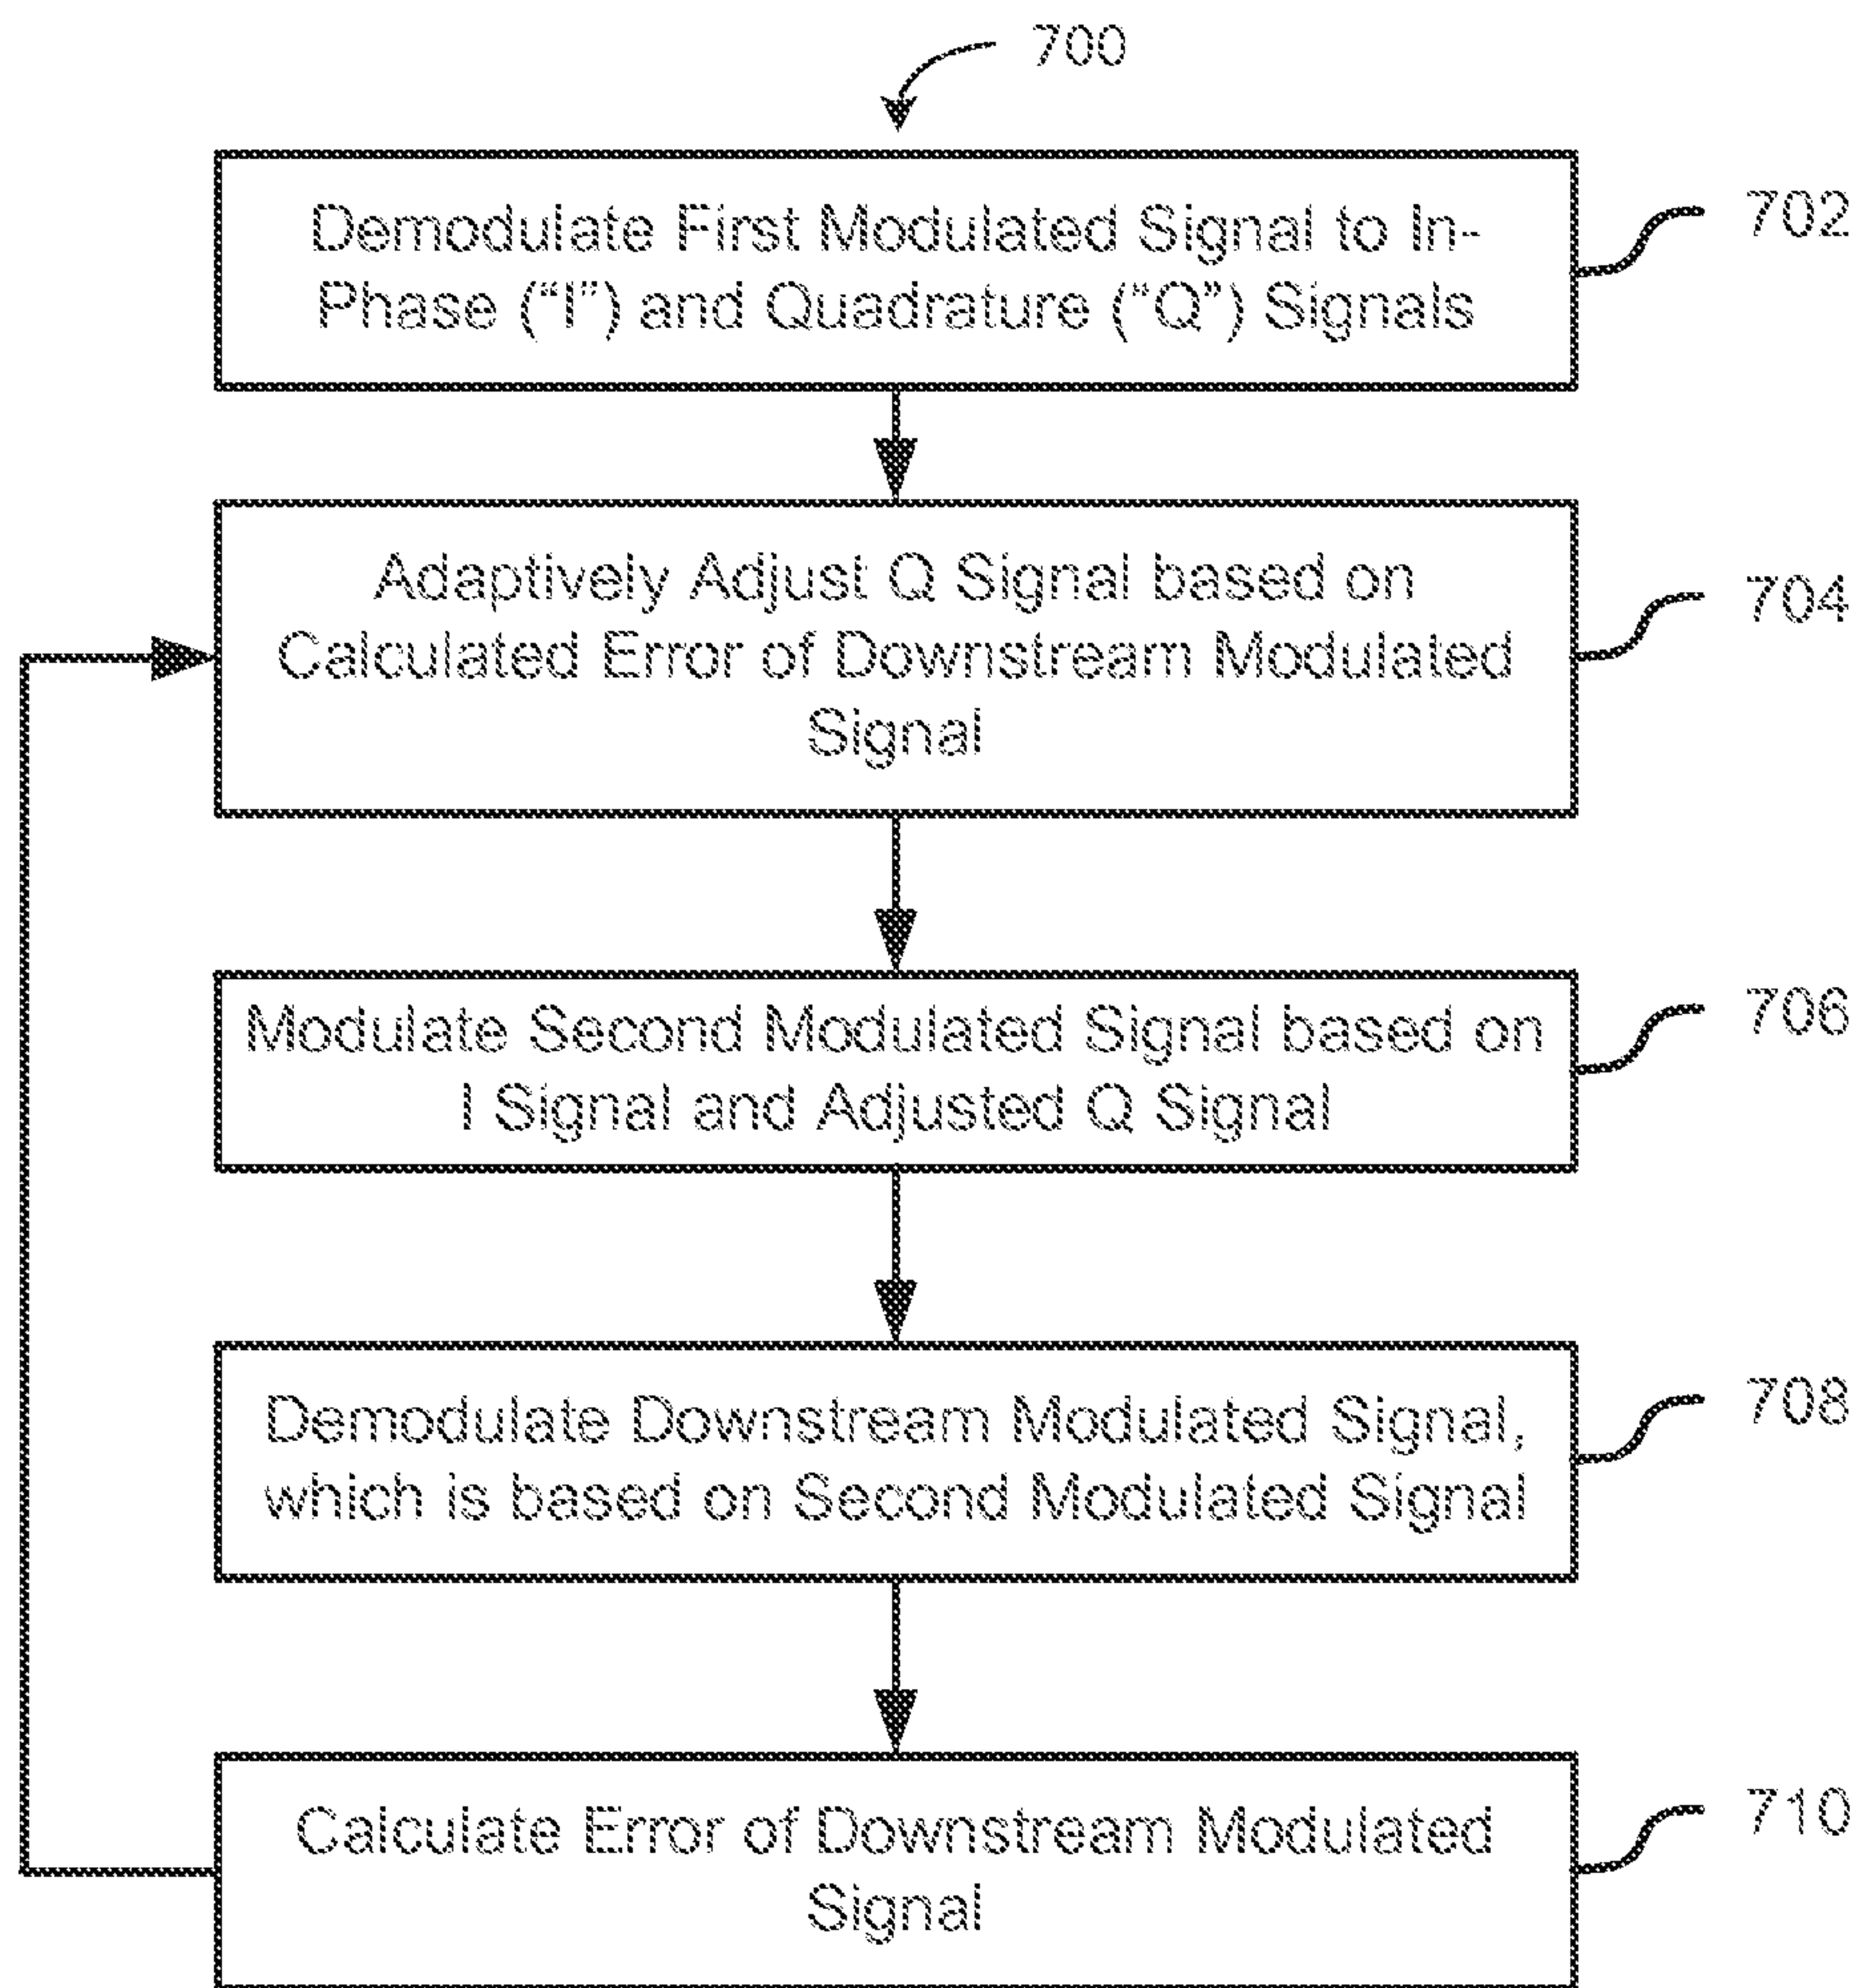 700
Demodulate First Modulated Signal to In-
Phase (“I”) and Quadrature (“Q”) Signals
702
Adaptively Adjust Q Signal based on
Calculated Error of Downstream Modulated
Signal
704
Modulate Second Modulated Signal based on
I Signal and Adjusted Q Signal
706
Demodulate Downstream Modulated Signal,
which is based on Second Modulated Signal
708
Calculate Error of Downstream Modulated
Signal
710